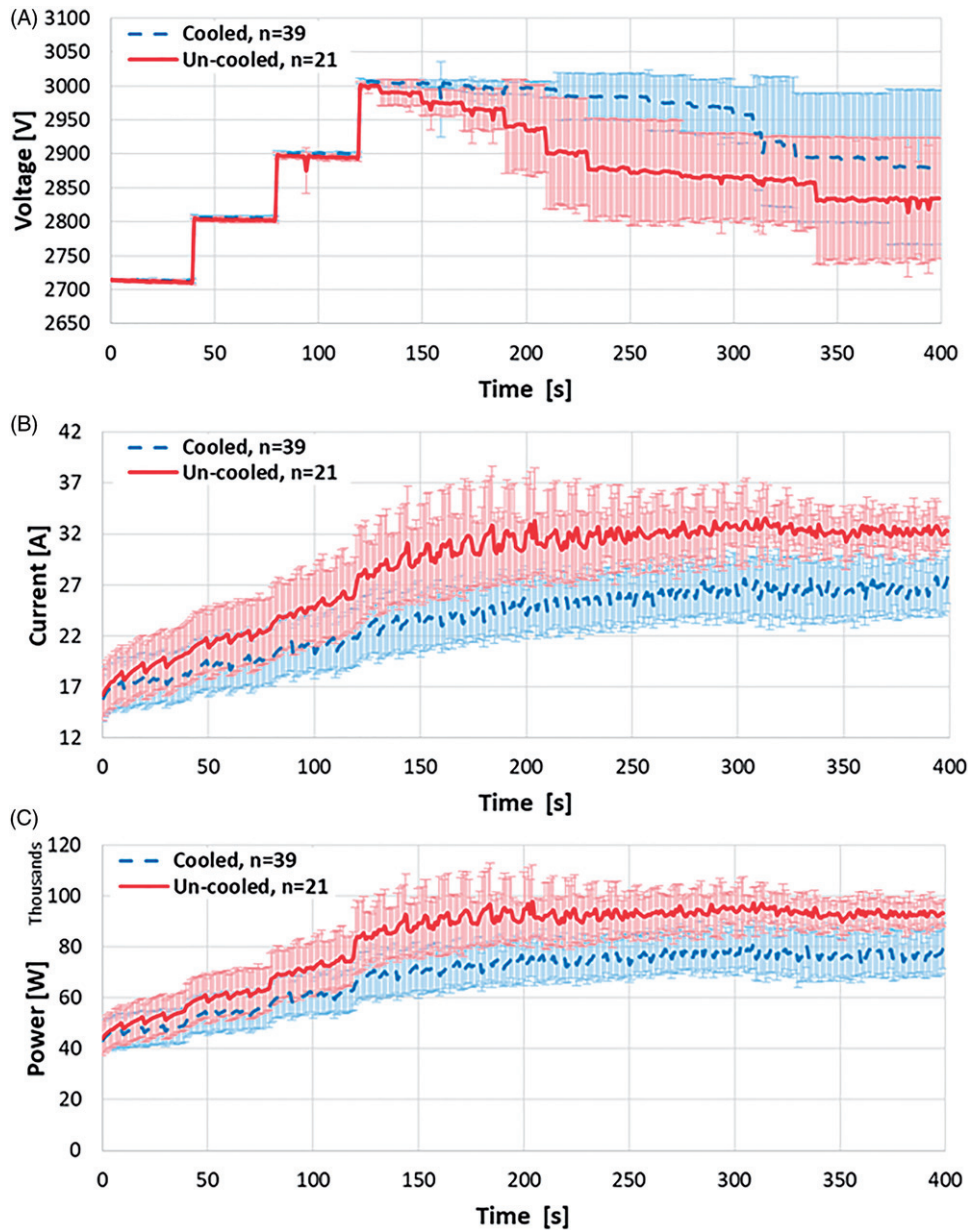 (A)
3100
3050
3000
2950
2900
2850
2800
2750
2700
2650
Voltage [V]
Cooled, n=39
Un-cooled, n=21
0 50 100 150 200 250 300 350 400
Time [s]
(B)
42
37
32
27
22
17
12
Current [A]
Cooled, n=39
Un-cooled, n=21
0 50 100 150 200 250 300 350 400
Time [s]
(C)
120
100
80
60
40
20
0
Thousands
Power [W]
Cooled, n=39
Un-cooled, n=21
0 50 100 150 200 250 300 350 400
Time [s]